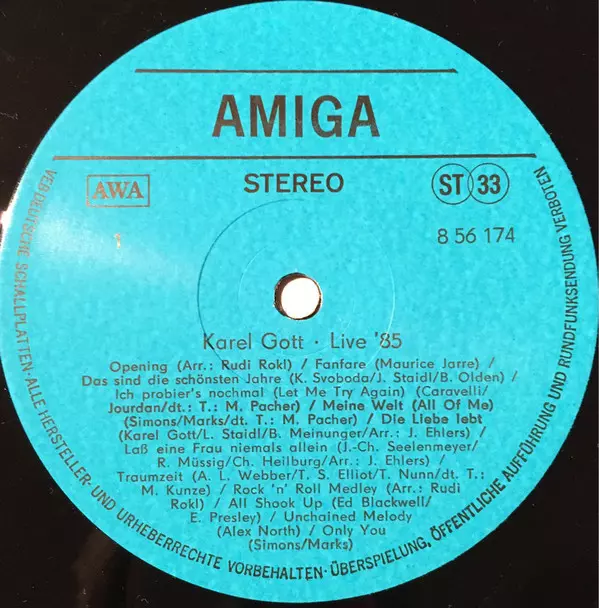 AMIGA
AWA
STEREO
ST 33
1
8 56 174
Karel Gott · Live '85
Opening (Arr.: Rudi Rokl) / Fanfare (Maurice Jarre) /
Das sind die schönsten Jahre (K. Svoboda/J. Staidl/B. Olden) /
Ich probier's nochmal (Let Me Try Again) (Caravelli/
Jourdan/dt.: T.: M. Pacher) / Meine Welt (All Of Me)
(Simons/Marks/dt.: T.: M. Pacher) / Die Liebe lebt
(Karel Gott/L. Staidl/B. Meinunger/Arr.: J. Ehlers) /
Laß eine Frau niemals allein (J.-Ch. Seelenmeyer/
R. Müssig/Ch. Heilburg/Arr.: J. Ehlers) /
Traumzeit (A. L. Webber/T. S. Elliot/T. Nunn/dt. T.:
M. Kunze) / Rock 'n' Roll Medley (Arr.: Rudi
Rokl) / All Shook Up (Ed Blackwell/
E. Presley) / Unchained Melody
(Alex North) / Only You
(Simons/Marks)
VEB DEUTSCHE SCHALLPLATTEN · ALLE HERSTELLER- UND URHEBERRECHTE VORBEHALTEN · ÜBERSPIELUNG, ÖFFENTLICHE AUFFÜHRUNG UND RUNDFUNKSENDUNG VERBOTEN